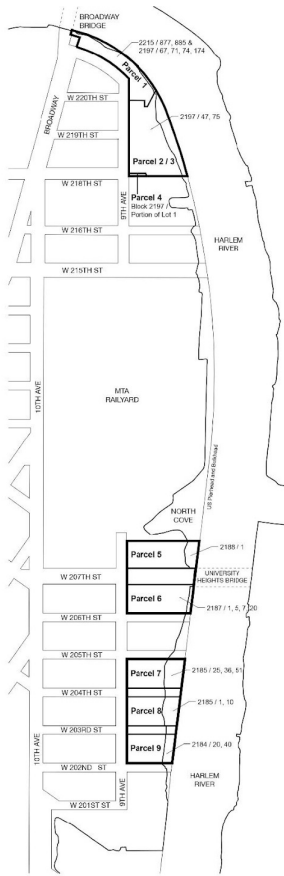 BROADWAY
BRIDGE
2215 / 877, 885 &
2197 / 67, 71, 74, 174
Parcel 1
W 220TH ST
BROADWAY
2197 / 47, 75
W 219TH ST
Parcel 2 / 3
W 218TH ST
9TH AVE
Parcel 4
Block 2197 /
Portion of Lot 1
W 216TH ST
HARLEM
RIVER
W 215TH ST
10TH AVE
MTA
RAILYARD
US Pierhead and Bulkhead
NORTH
COVE
Parcel 5
2188 / 1
W 207TH ST
UNIVERSITY
HEIGHTS BRIDGE
Parcel 6
2187 / 1, 5, 7, 20
W 206TH ST
W 205TH ST
Parcel 7
2185 / 25, 36, 51
W 204TH ST
Parcel 8
2185 / 1, 10
W 203RD ST
10TH AVE
Parcel 9
2184 / 20, 40
W 202ND ST
9TH AVE
HARLEM
RIVER
W 201ST ST